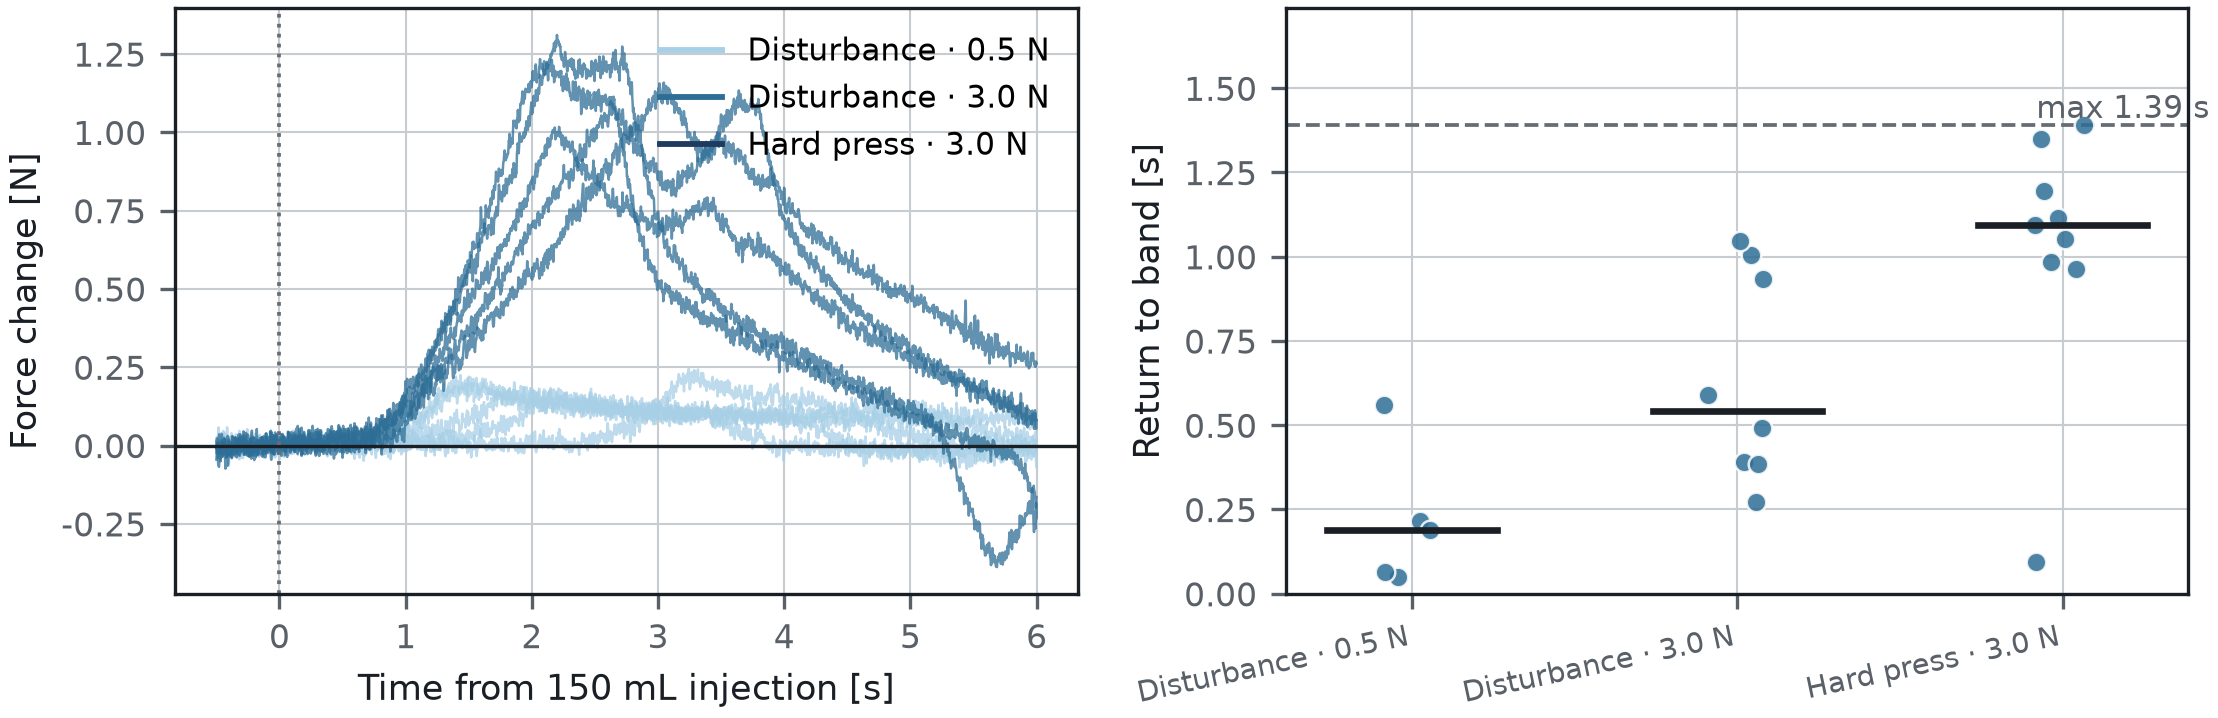 Force change [N]
1.25
1.00
0.75
0.50
0.25
0.00
-0.25
Disturbance · 0.5 N
Disturbance · 3.0 N
Hard press · 3.0 N
0 1 2 3 4 5 6
Time from 150 mL injection [s]
Return to band [s]
1.50
1.25
1.00
0.75
0.50
0.25
0.00
max 1.39 s
Disturbance · 0.5 N
Disturbance · 3.0 N
Hard press · 3.0 N